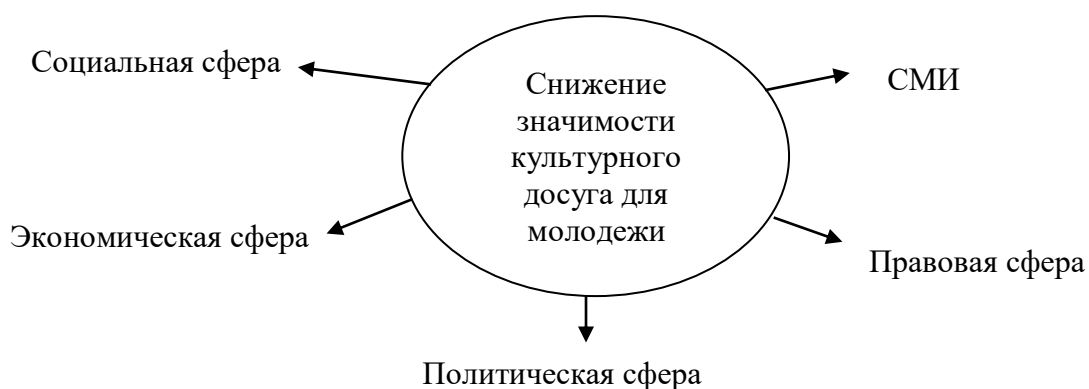 Социальная сфера
Снижение
значимости
культурного
досуга для
молодежи
СМИ
Экономическая сфера
Правовая сфера
Политическая сфера